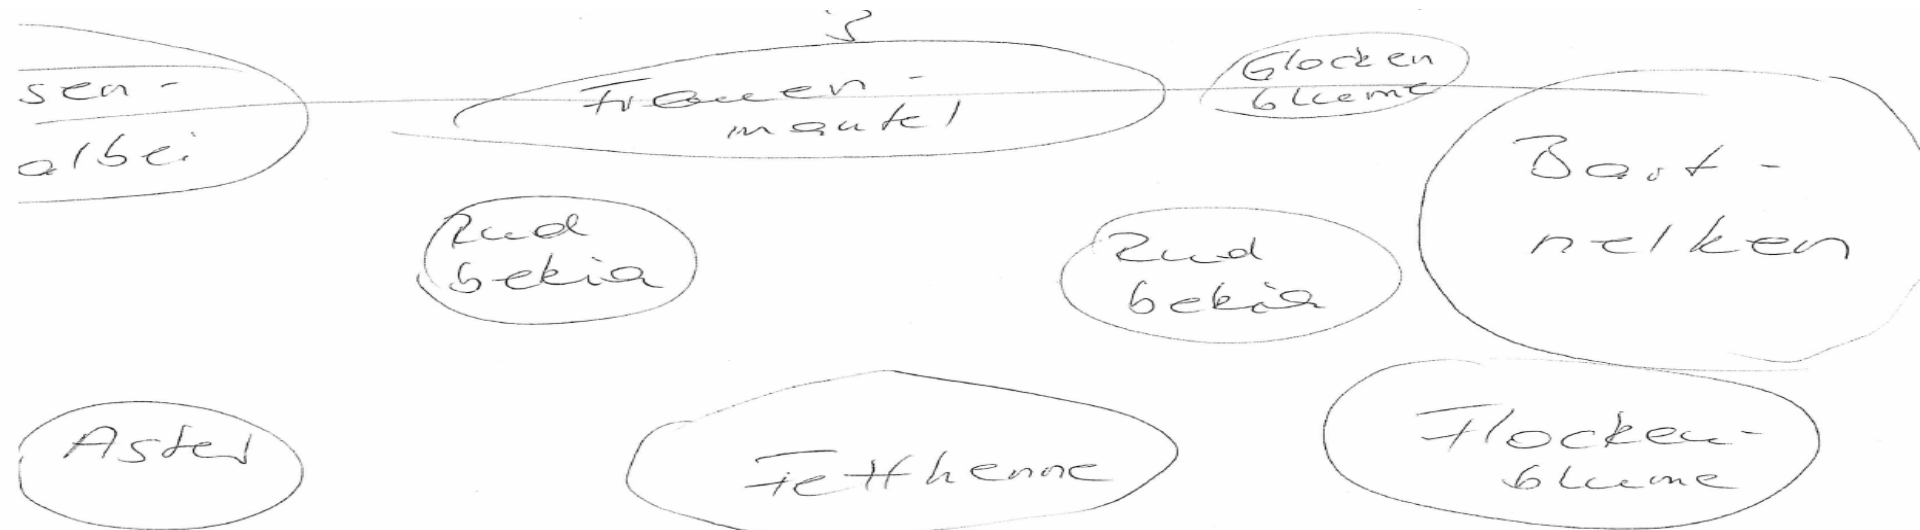 sen-
albei
Frauen-
mantel
Glocken
blume
Bart-
nelken
Rud
bekia
Rud
bekia
Aster
Fetthenne
Flocken-
blume